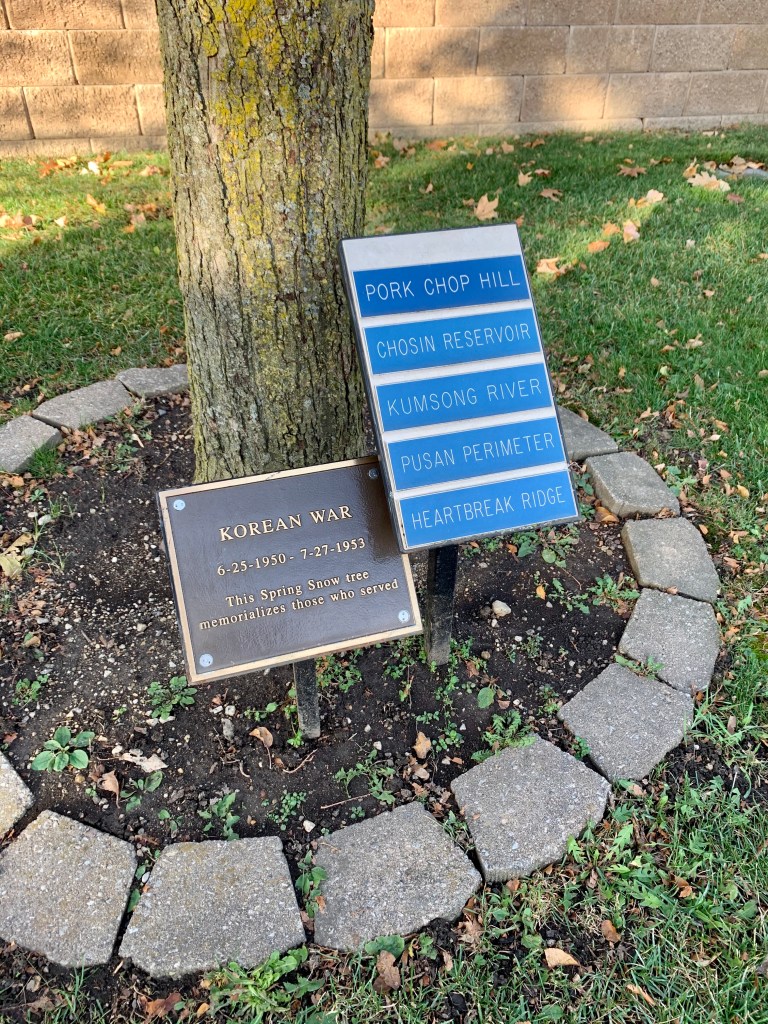 PORK CHOP HILL
CHOSIN RESERVOIR
KUMSONG RIVER
PUSAN PERIMETER
HEARTBREAK RIDGE
KOREAN WAR
6-25-1950 - 7-27-1953
This Spring Snow tree
memorializes those who served